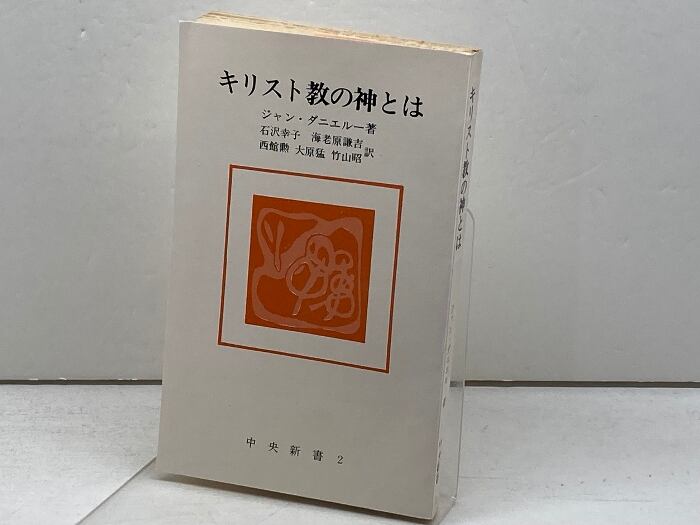 キリスト教の神とは
ジャン・ダニエルー著
石沢幸子 海老原謙吉
西館勲 大原猛 竹山昭 訳
中央新書 2
キリスト教の神とは